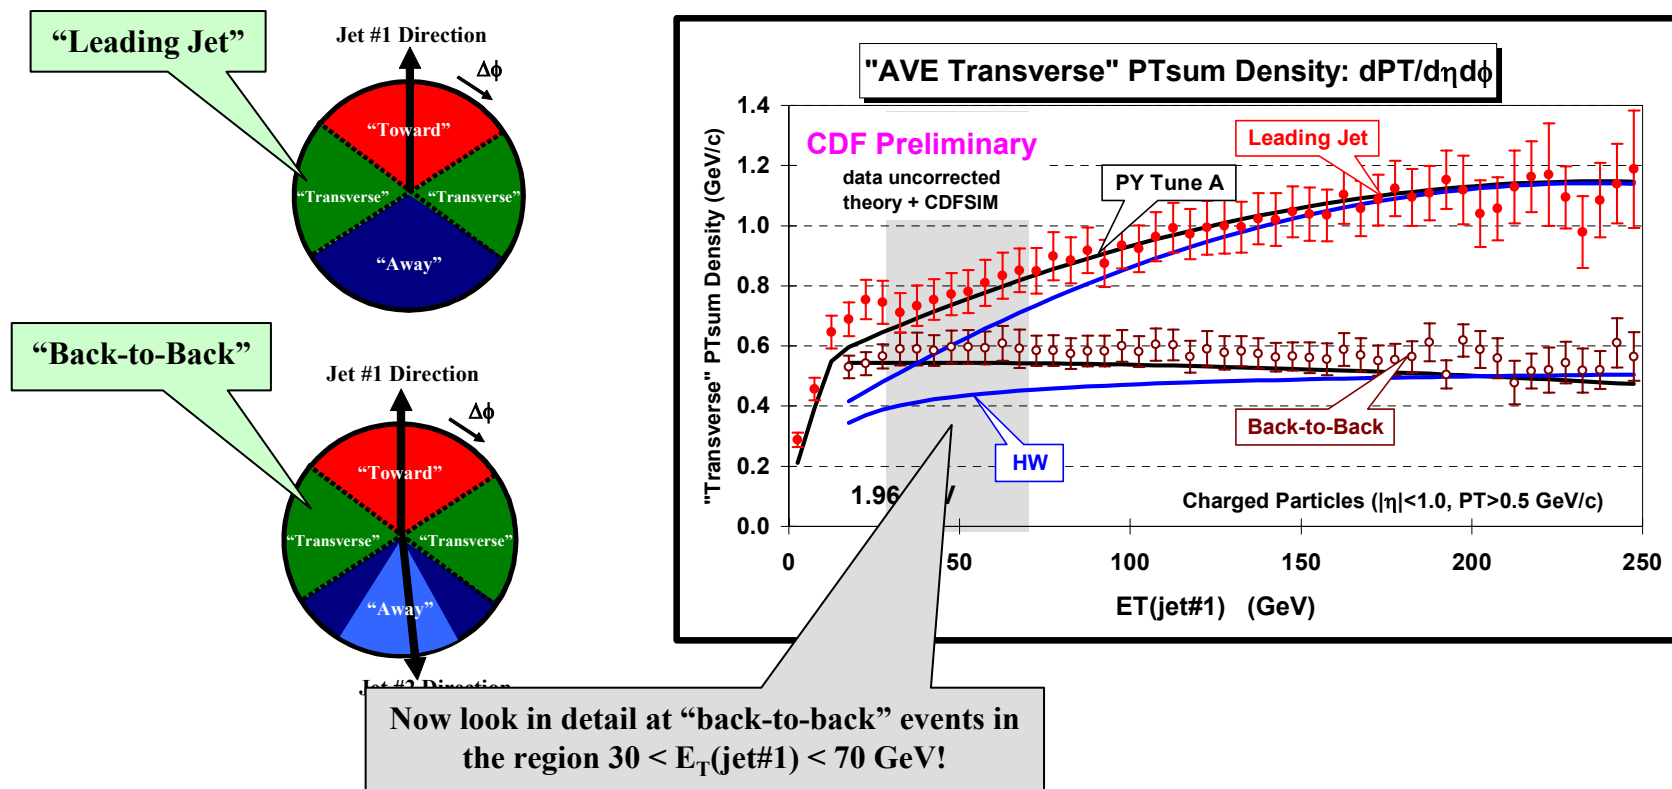 “Leading Jet”
Jet #1 Direction
Δϕ
“Toward”
“Transverse” “Transverse”
“Away”
“Back-to-Back”
Jet #1 Direction
Δϕ
“Toward”
“Transverse” “Transverse”
“Away”
Jet #2 Direction
"AVE Transverse" PTsum Density: dPT/dηdϕ
"Transverse" PTsum Density (GeV/c)
1.4
1.2
1.0
0.8
0.6
0.4
0.2
0.0
CDF Preliminary
data uncorrected
theory + CDFSIM
Leading Jet
PY Tune A
Back-to-Back
HW
1.96
Charged Particles (|η|<1.0, PT>0.5 GeV/c)
0 50 100 150 200 250
ET(jet#1) (GeV)
Now look in detail at “back-to-back” events in
the region 30 < ET(jet#1) < 70 GeV!